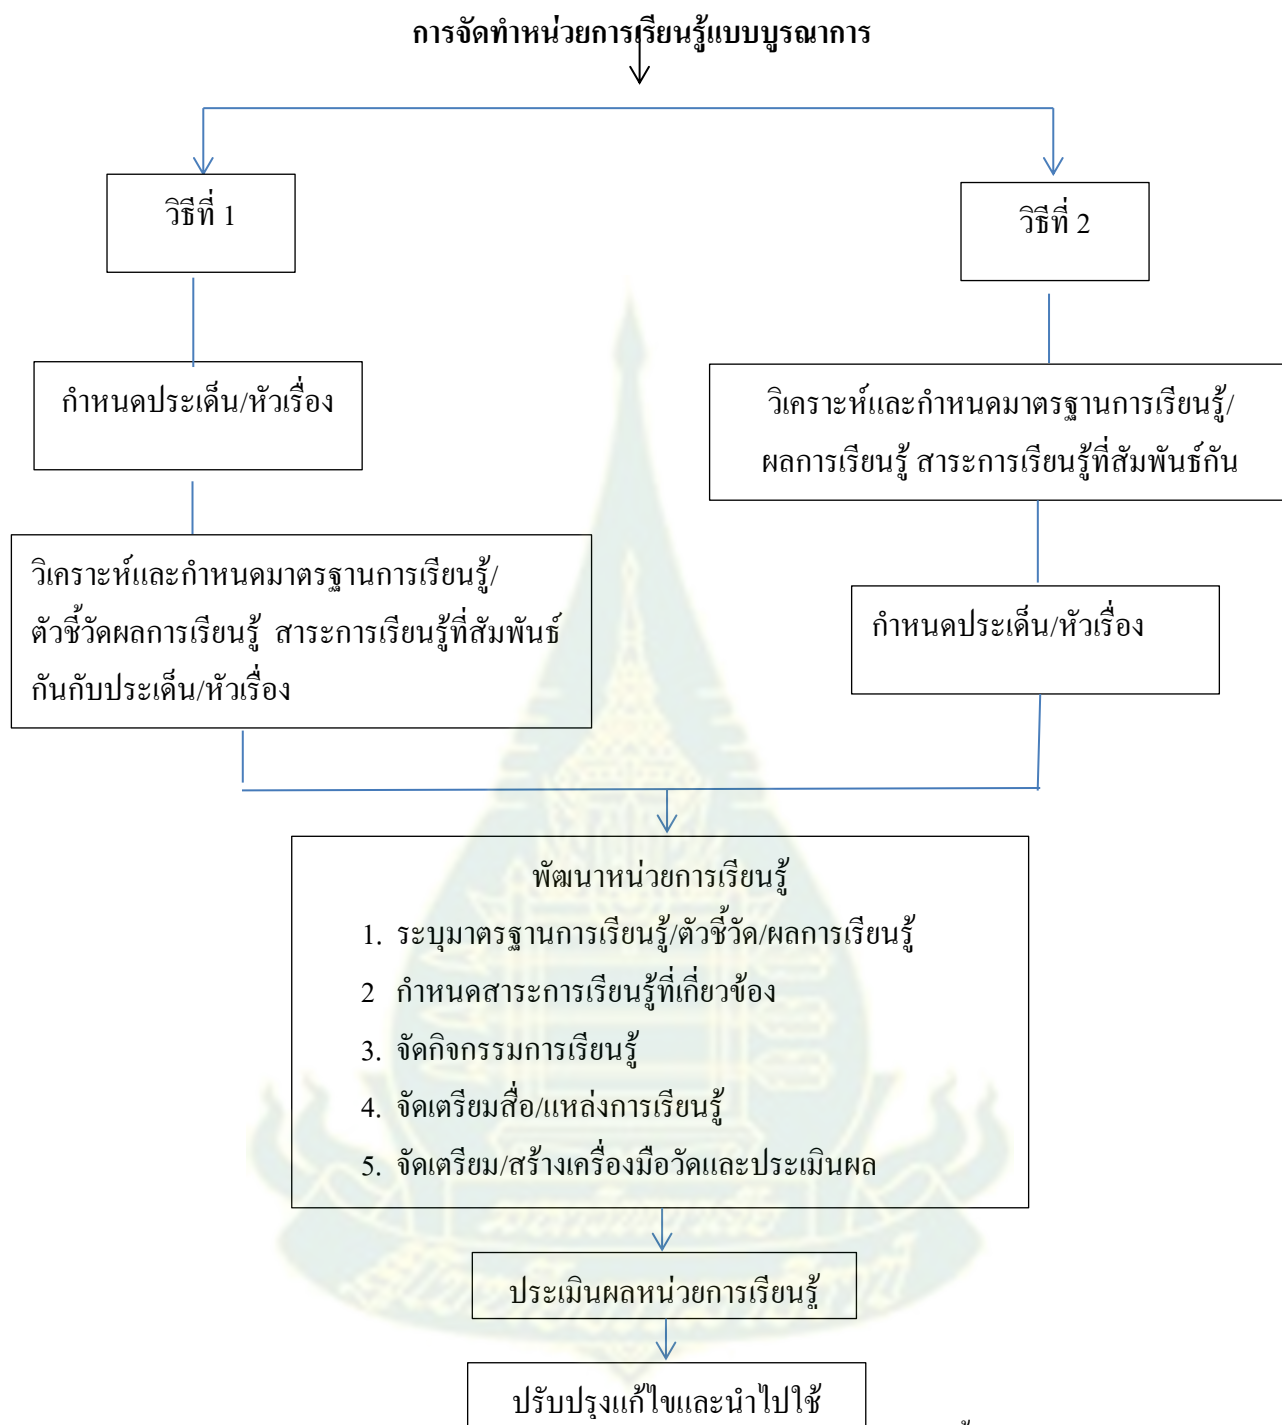 การจัดทำหน่วยการเรียนรู้แบบบูรณาการ
วิธีที่ 1
วิธีที่ 2
กำหนดประเด็น/หัวเรื่อง
วิเคราะห์และกำหนดมาตรฐานการเรียนรู้/
ผลการเรียนรู้ สาระการเรียนรู้ที่สัมพันธ์กัน
วิเคราะห์และกำหนดมาตรฐานการเรียนรู้/
ตัวชี้วัดผลการเรียนรู้ สาระการเรียนรู้ที่สัมพันธ์
กันกับประเด็น/หัวเรื่อง
กำหนดประเด็น/หัวเรื่อง
พัฒนาหน่วยการเรียนรู้
1. ระบุมาตรฐานการเรียนรู้/ตัวชี้วัด/ผลการเรียนรู้
2 กำหนดสาระการเรียนรู้ที่เกี่ยวข้อง
3. จัดกิจกรรมการเรียนรู้
4. จัดเตรียมสื่อ/แหล่งการเรียนรู้
5. จัดเตรียม/สร้างเครื่องมือวัดและประเมินผล
ประเมินผลหน่วยการเรียนรู้
ปรับปรุงแก้ไขและนำไปใช้